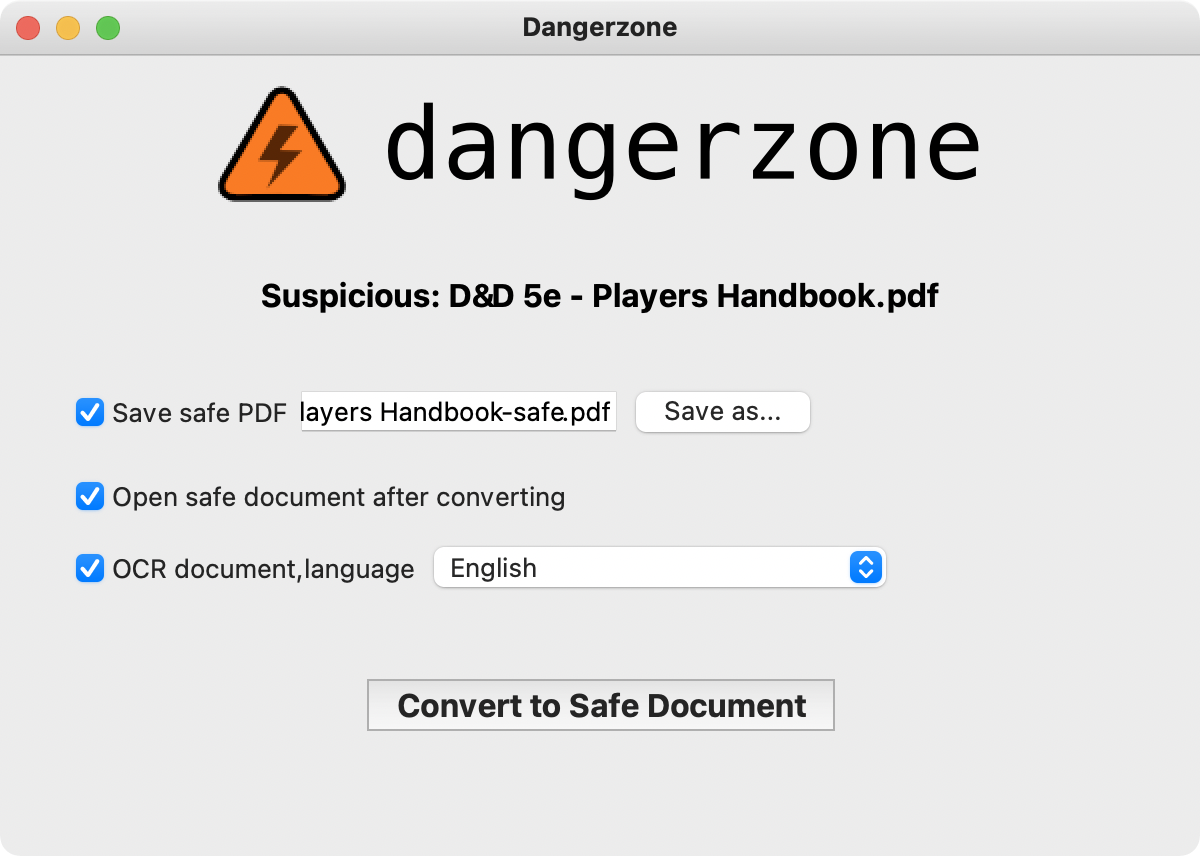 Dangerzone
dangerzone
Suspicious: D&D 5e - Players Handbook.pdf
Save safe PDF layers Handbook-safe.pdf Save as...
Open safe document after converting
OCR document,language English
Convert to Safe Document